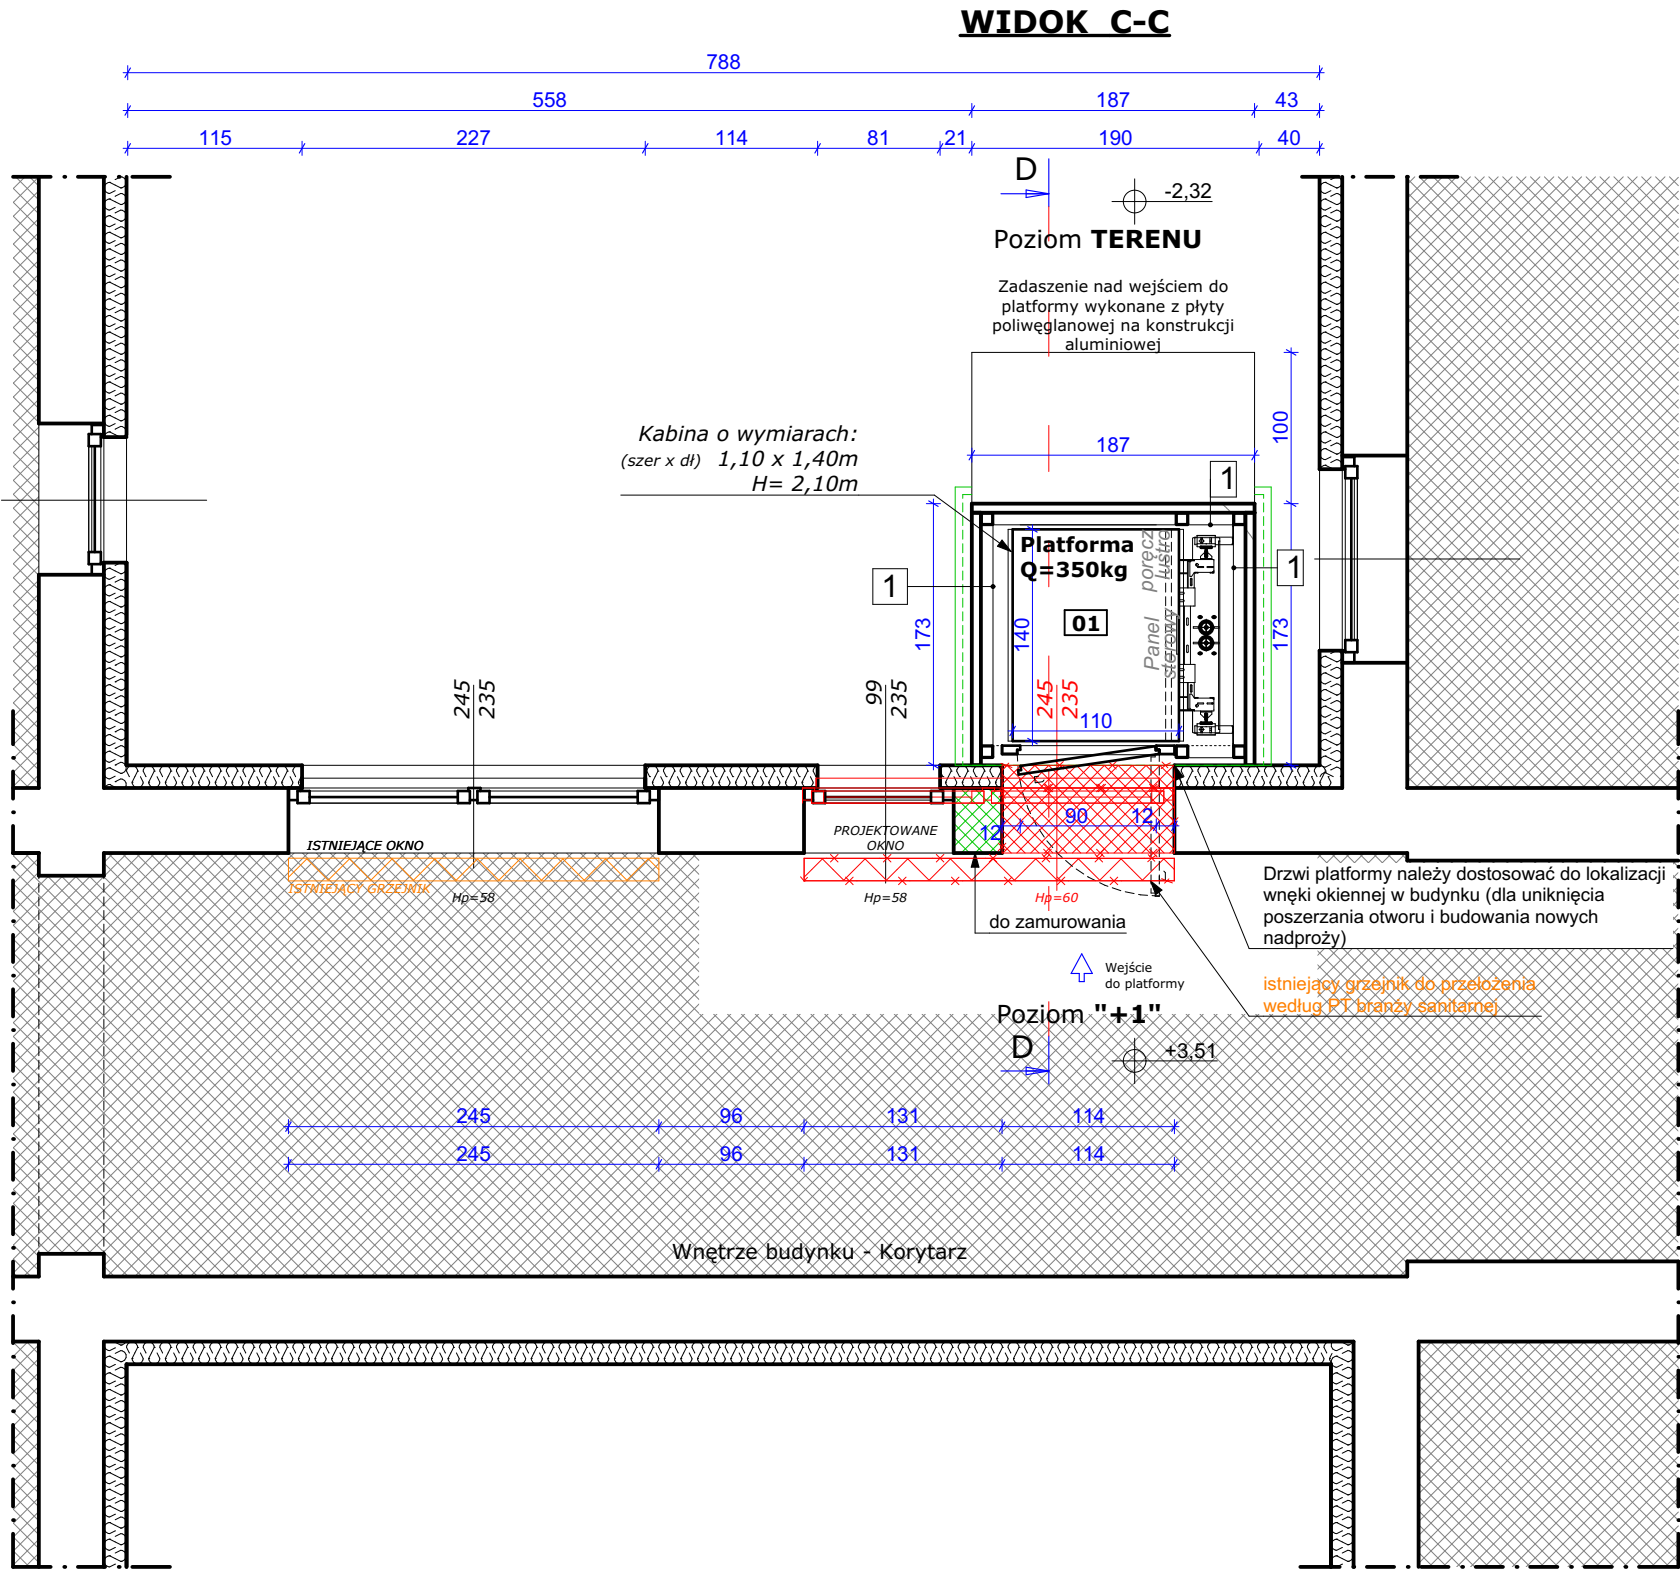 WIDOK C-C
788
558 187 43
115 227 114 81 21 190 40
D
-2,32
Poziom TERENU
Zadaszenie nad wejściem do
platformy wykonane z płyty
poliwęglanowej na konstrukcji
aluminiowej
100
Kabina o wymiarach:
(szer x dł) 1,10 x 1,40m
H= 2,10m
187
1
Platforma
Q=350kg
poręcz
lustro
1
1
01
Panel
sterowy
173
140
173
110
245
235
99
235
245
235
ISTNIEJĄCE OKNO
PROJEKTOWANE
OKNO
12 90 12
ISTNIEJĄCY GRZEJNIK
Hp=58
Hp=58
Hp=60
do zamurowania
Drzwi platformy należy dostosować do lokalizacji
wnęki okiennej w budynku (dla uniknięcia
poszerzania otworu i budowania nowych
nadproży)
Wejście
do platformy
istniejący grzejnik do przełożenia
według PT branży sanitarnej
Poziom "+1"
D
+3,51
245 96 131 114
245 96 131 114
Wnętrze budynku - Korytarz